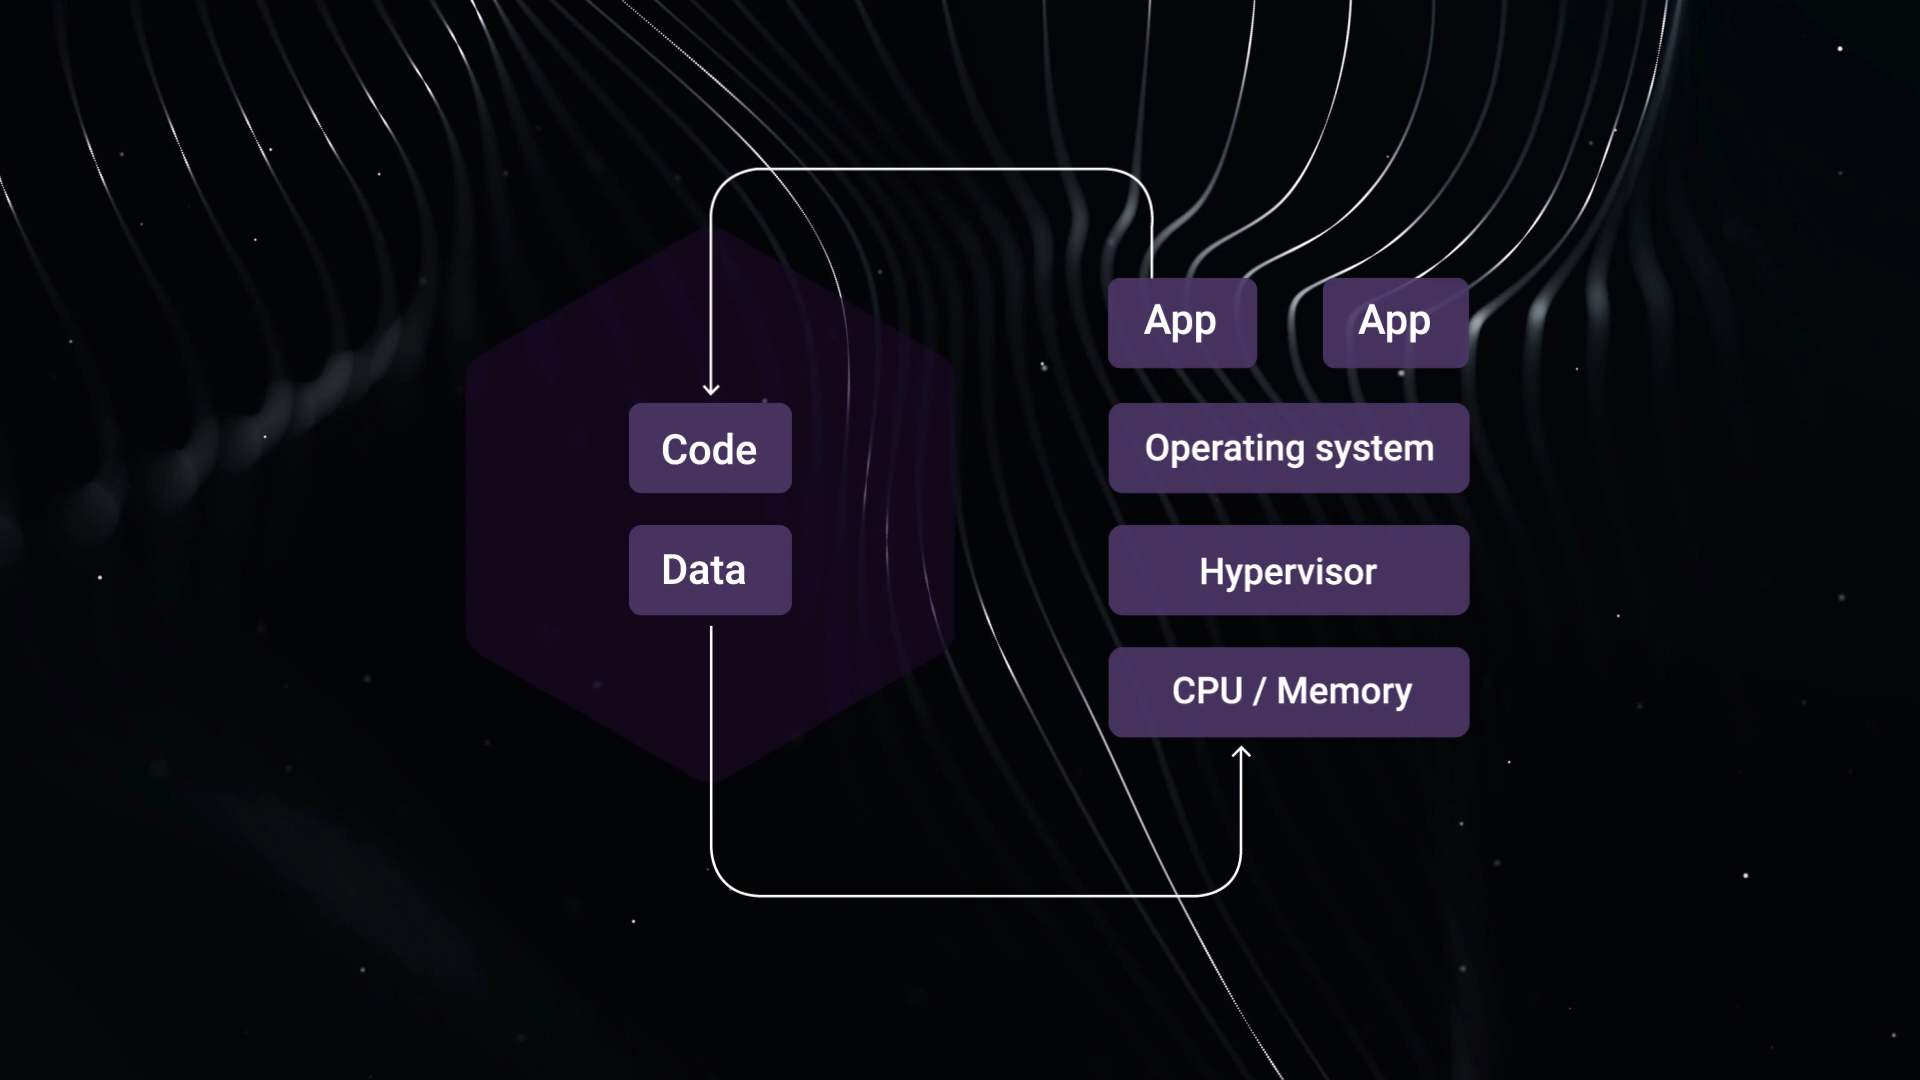 App
App
Code
Operating system
Data
Hypervisor
CPU / Memory